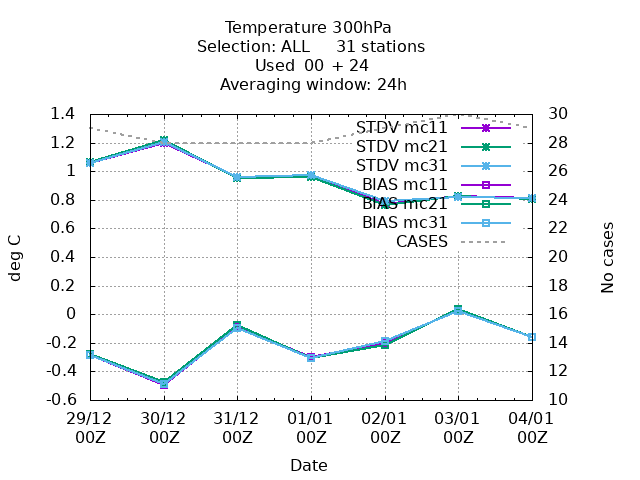 Temperature 300hPa
Selection: ALL 31 stations
Used 00 + 24
Averaging window: 24h
1.4
1.2
1
0.8
0.6
0.4
0.2
0
-0.2
-0.4
-0.6
deg C
30
28
26
24
22
20
18
16
14
12
10
No cases
STDV mc11
STDV mc21
STDV mc31
BIAS mc11
BIAS mc21
BIAS mc31
CASES
29/12 30/12 31/12 01/01 02/01 03/01 04/01
00Z 00Z 00Z 00Z 00Z 00Z 00Z
Date